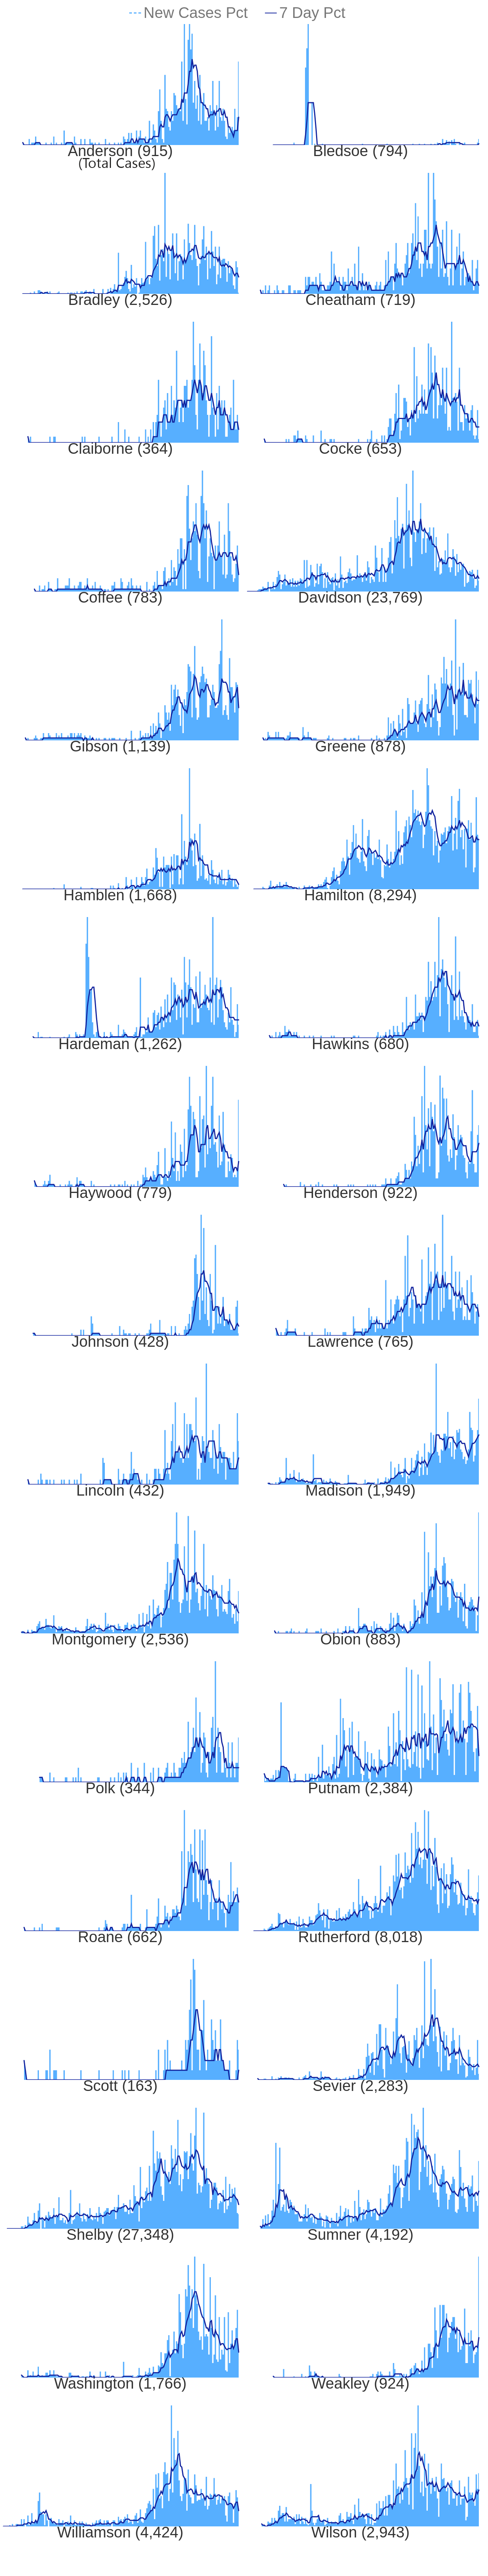 New Cases Pct 7 Day Pct
Anderson (915) Bledsoe (794)
(Total Cases)
Bradley (2,526) Cheatham (719)
Claiborne (364) Cocke (653)
Coffee (783) Davidson (23,769)
Gibson (1,139) Greene (878)
Hamblen (1,668) Hamilton (8,294)
Hardeman (1,262) Hawkins (680)
Haywood (779) Henderson (922)
Johnson (428) Lawrence (765)
Lincoln (432) Madison (1,949)
Montgomery (2,536) Obion (883)
Polk (344) Putnam (2,384)
Roane (662) Rutherford (8,018)
Scott (163) Sevier (2,283)
Shelby (27,348) Sumner (4,192)
Washington (1,766) Weakley (924)
Williamson (4,424) Wilson (2,943)